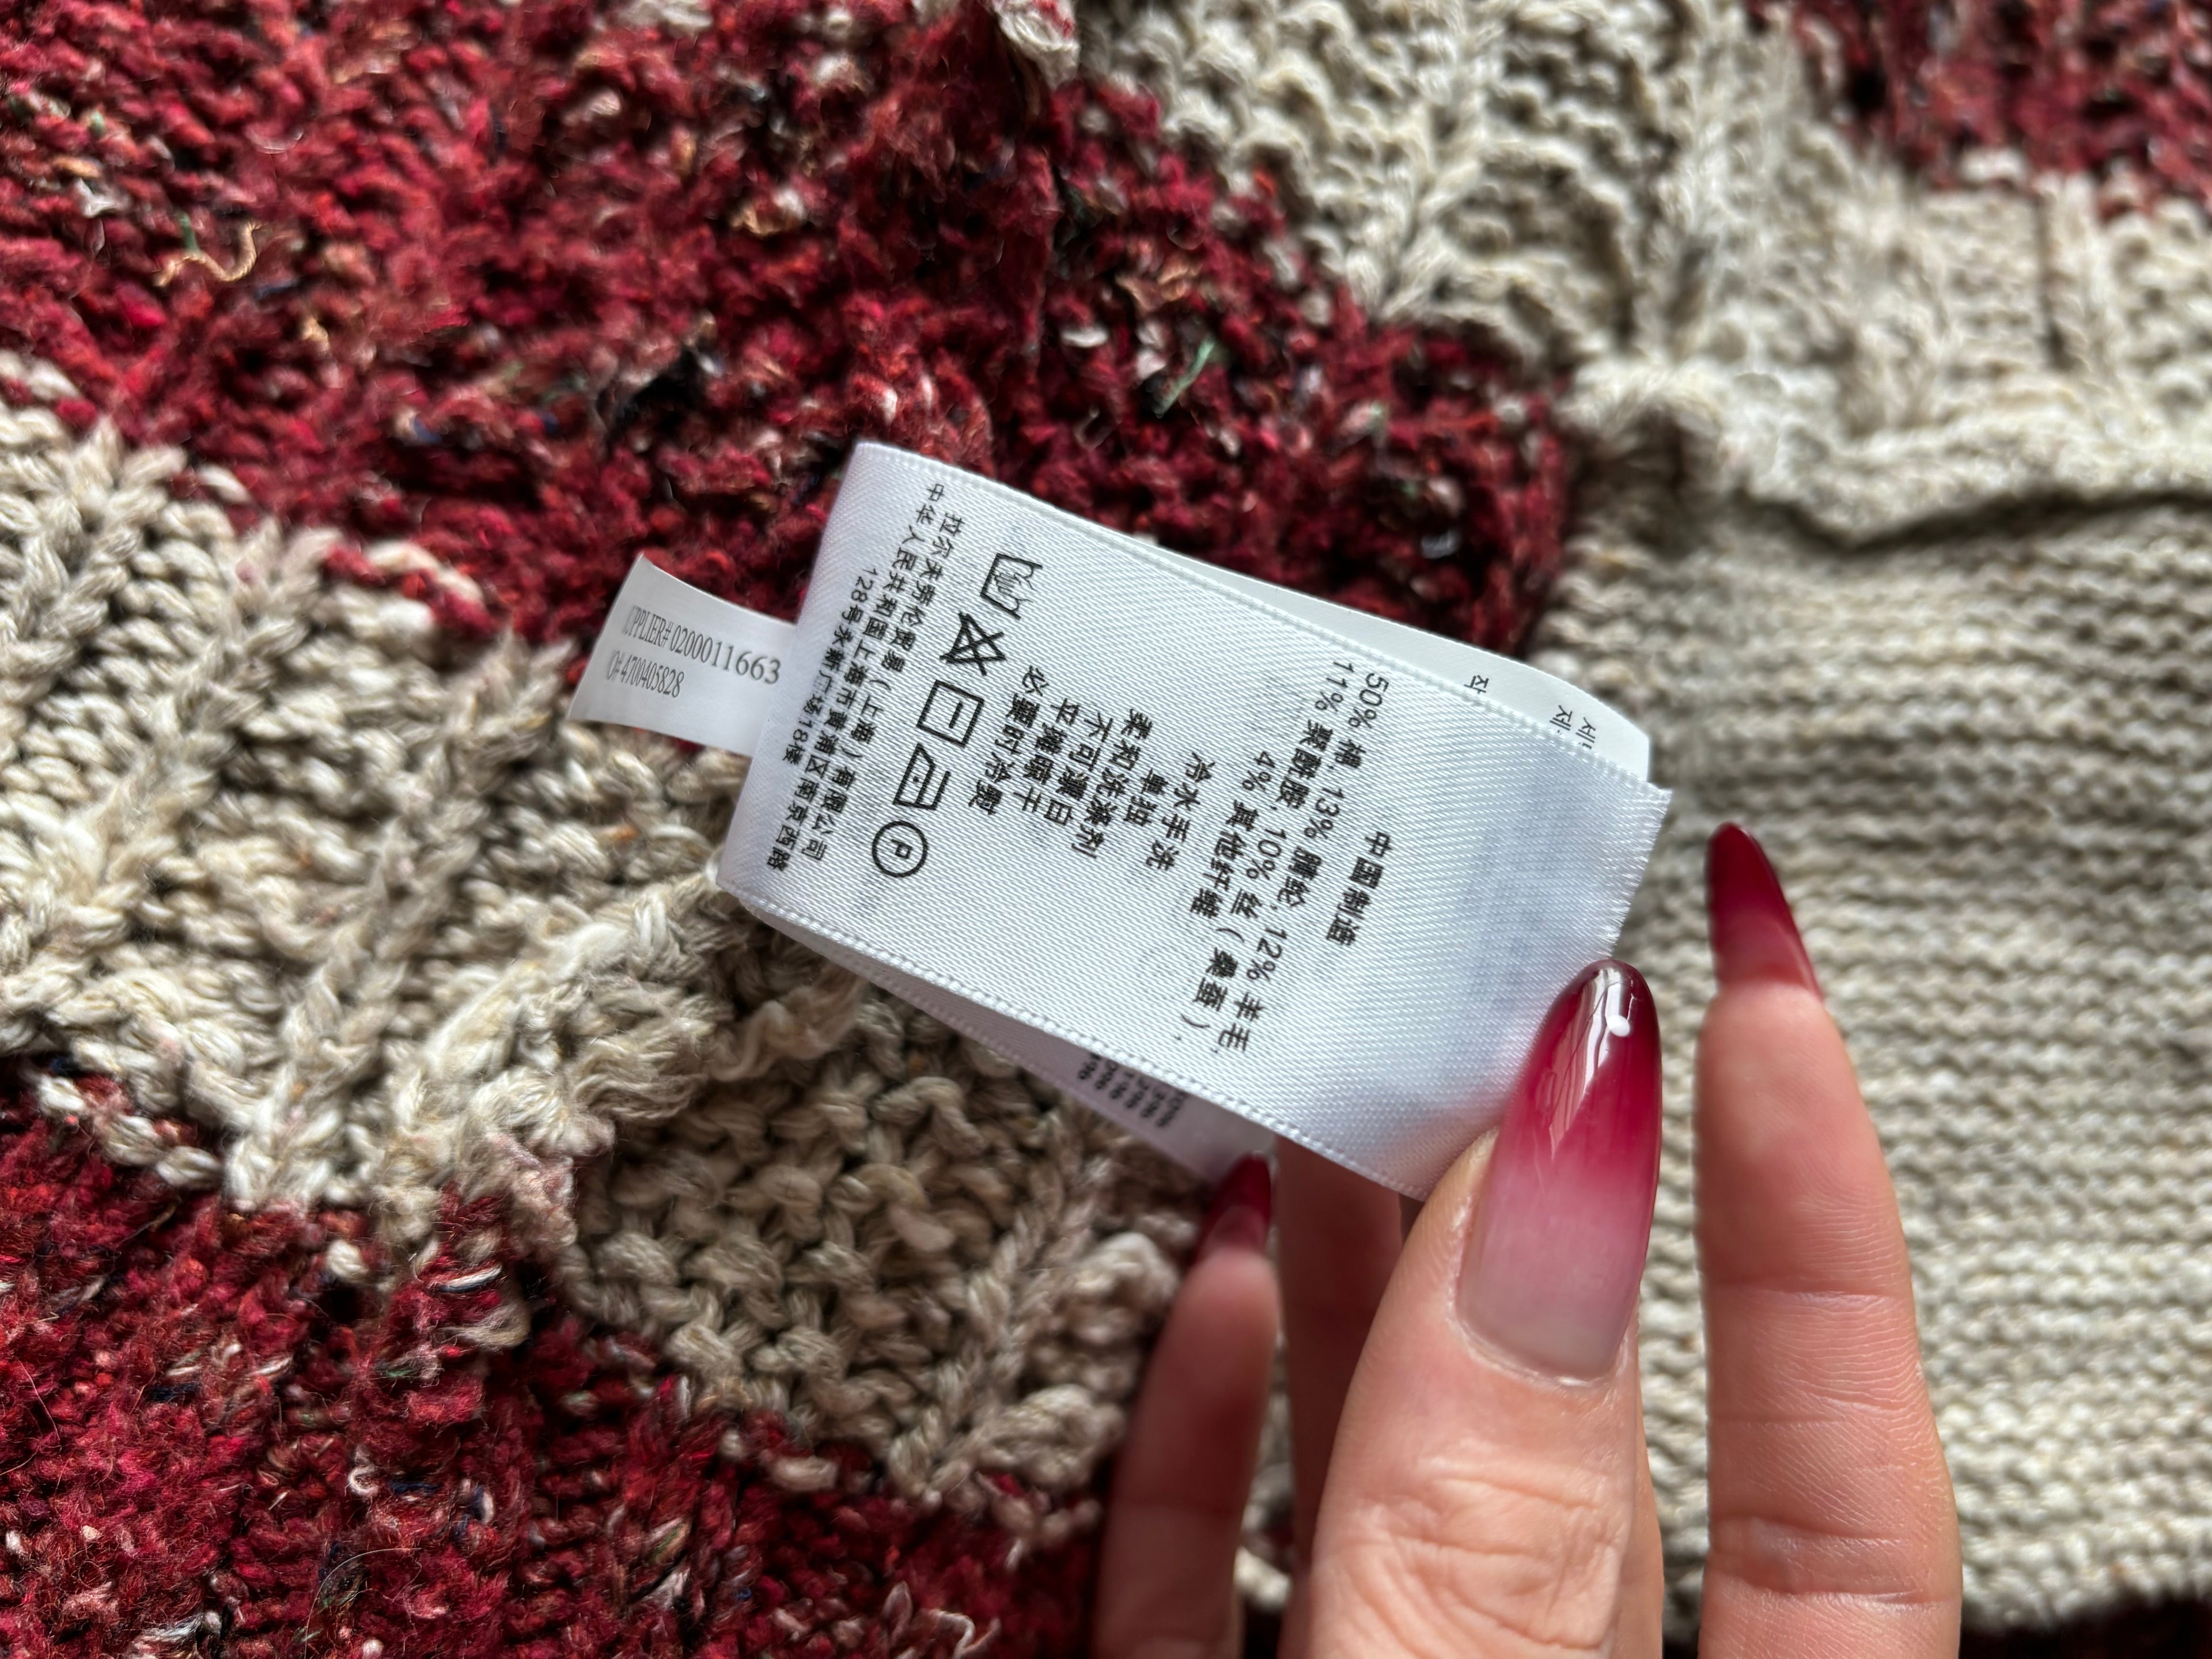 中国制造
50% 棉, 13% 腈纶, 12% 羊毛,
11% 聚酰胺, 10% 丝(桑蚕),
4% 其他纤维
冷水手洗
单独
柔和洗涤剂
不可漂白
平摊晾干
必要时冷熨
P
拉尔夫劳伦贸易(上海)有限公司
中华人民共和国上海市黄浦区南京西路
128号永新广场18楼
UPPLIER# 0200011663
O# 4701405828